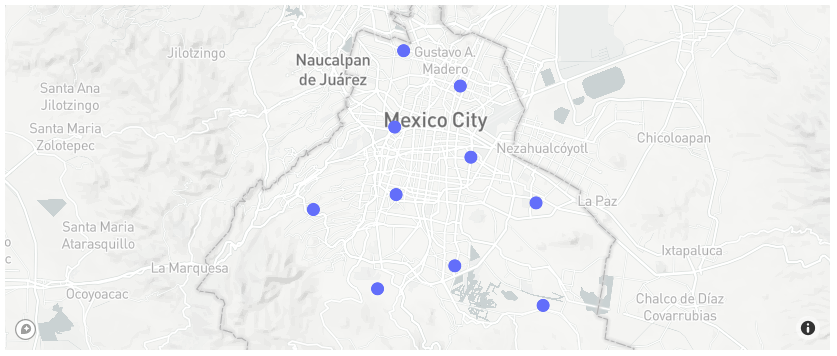 Jilotzingo
Naucalpan
de Juárez
Gustavo A.
Madero
Santa Ana
Jilotzingo
Santa Maria
Zolotepec
Mexico City
Chicoloapan
Nezahualcóyotl
La Paz
Santa Maria
Atarasquillo
o
c
Ixtapaluca
La Marquesa
Ocoyoacac
Chalco de Díaz
Covarrubias
i